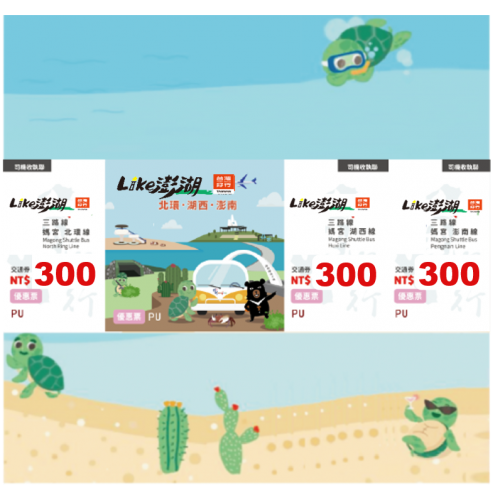 司機收執聯
Like澎湖
台灣好行
三路線
媽宮 北環線
Magong Shuttle Bus
North Ring Line
交通券
NT$ 300
優惠票
PU
Like澎湖
台灣好行
北環・湖西・澎南
優惠票 PU
司機收執聯
Like澎湖
台灣好行
三路線
媽宮 湖西線
Magong Shuttle Bus
Huxi Line
交通券
NT$ 300
優惠票
PU
司機收執聯
Like澎湖
台灣好行
三路線
媽宮 澎南線
Magong Shuttle Bus
Pengnan Line
交通券
NT$ 300
優惠票
PU